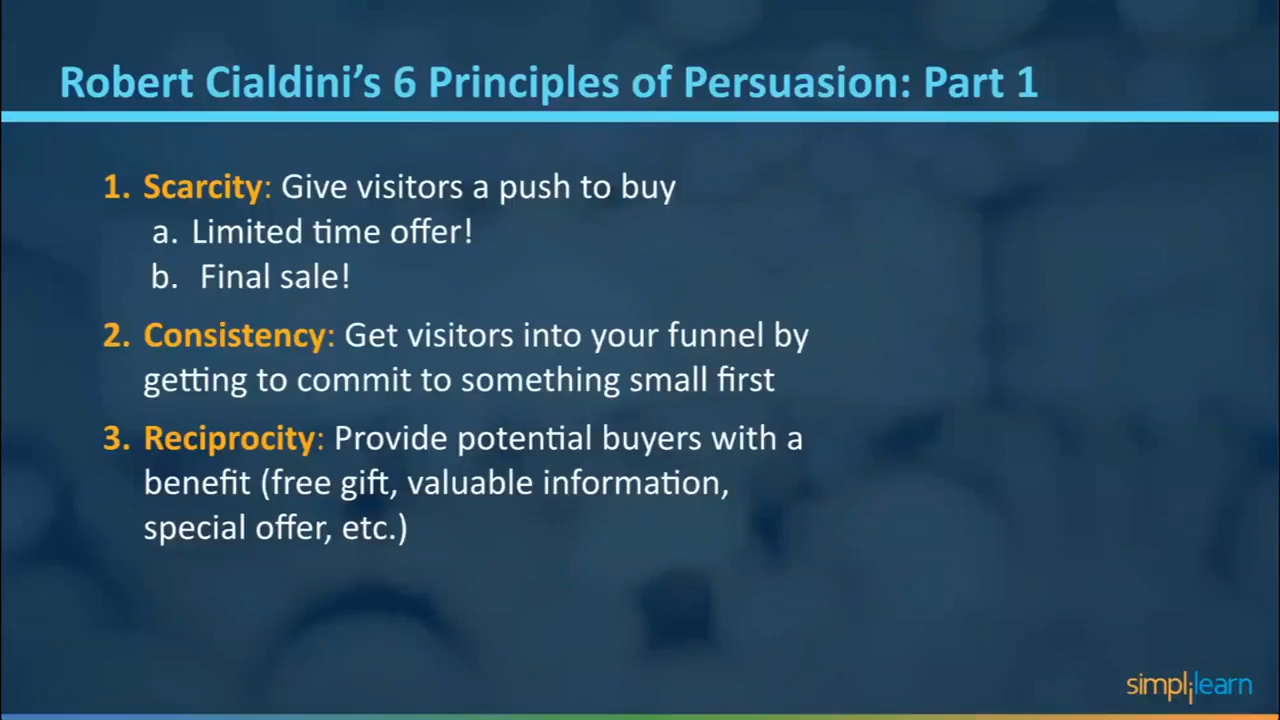 Robert Cialdini’s 6 Principles of Persuasion: Part 1
1. Scarcity: Give visitors a push to buy
a. Limited time offer!
b. Final sale!
2. Consistency: Get visitors into your funnel by
getting to commit to something small first
3. Reciprocity: Provide potential buyers with a
benefit (free gift, valuable information,
special offer, etc.)
simplilearn